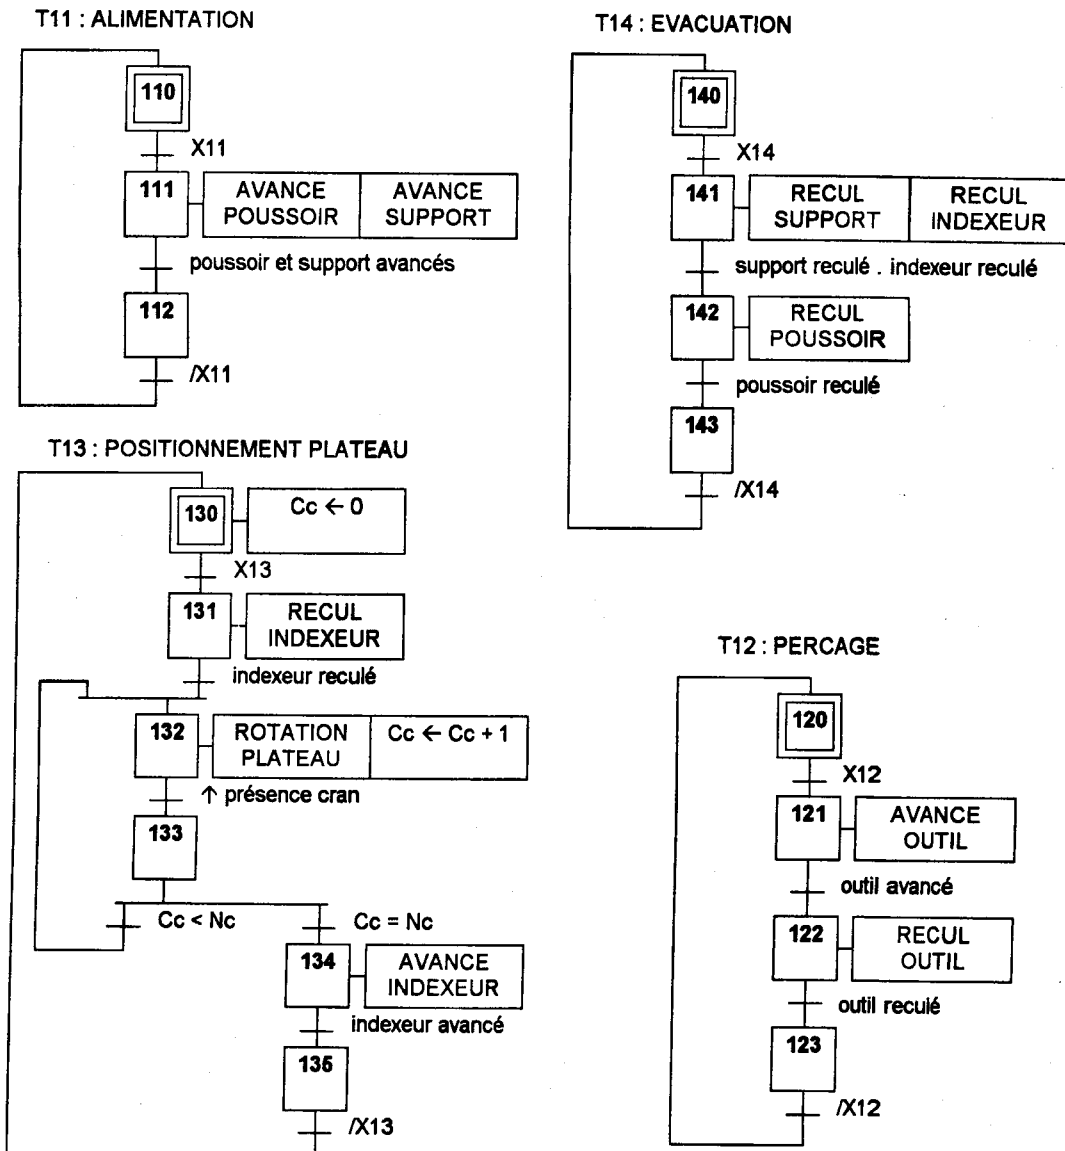 T11 : ALIMENTATION
110
X11
111
AVANCE
POUSSOIR
AVANCE
SUPPORT
poussoir et support avancés
112
/X11
T14 : EVACUATION
140
X14
141
RECUL
SUPPORT
RECUL
INDEXEUR
support reculé . indexeur reculé
142
RECUL
POUSSOIR
poussoir reculé
143
/X14
T13 : POSITIONNEMENT PLATEAU
130
Cc ← 0
X13
131
RECUL
INDEXEUR
indexeur reculé
132
ROTATION
PLATEAU
Cc ← Cc + 1
↑ présence cran
133
Cc < Nc
Cc = Nc
134
AVANCE
INDEXEUR
indexeur avancé
135
/X13
T12 : PERCAGE
120
X12
121
AVANCE
OUTIL
outil avancé
122
RECUL
OUTIL
outil reculé
123
/X12